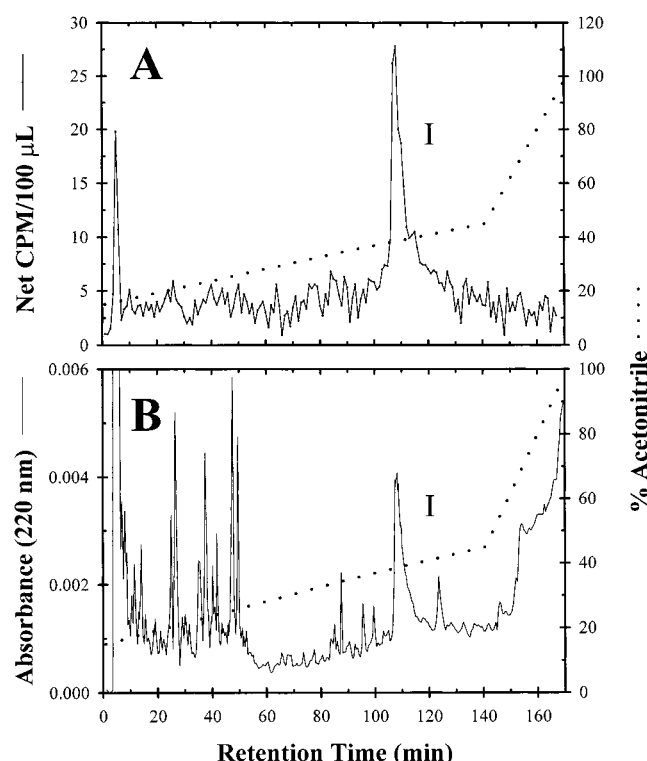 A
I
Net CPM/100 µL
30
25
20
15
10
5
0
120
100
80
60
40
20
0
B
I
Absorbance (220 nm)
0.006
0.004
0.002
0.000
100
80
60
40
20
0
% Acetonitrile
0 20 40 60 80 100 120 140 160
Retention Time (min)